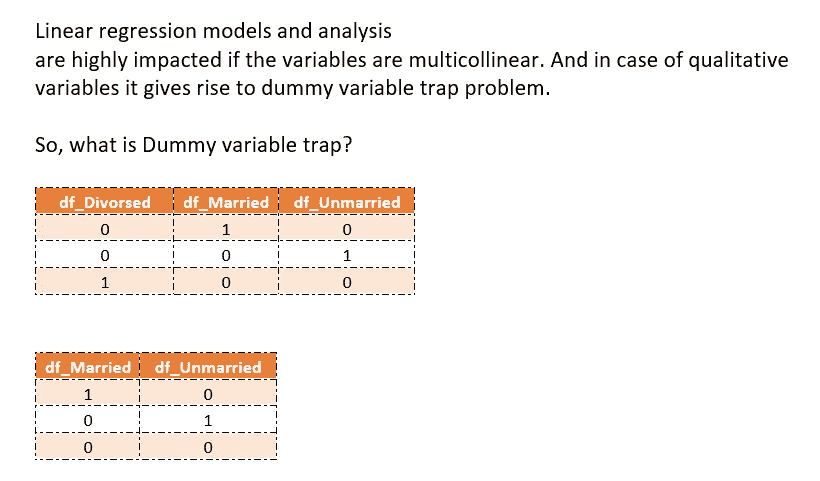 Linear regression models and analysis
are highly impacted if the variables are multicollinear. And in case of qualitative
variables it gives rise to dummy variable trap problem.
So, what is Dummy variable trap?
df_Divorsed df_Married df_Unmarried
0 1 0
0 0 1
1 0 0
df_Married df_Unmarried
1 0
0 1
0 0